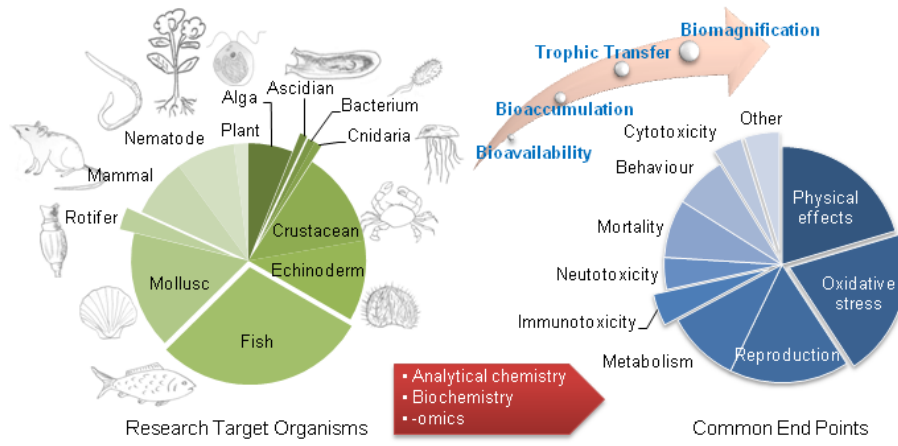 Biomagnification
Trophic Transfer
Bioaccumulation
Bioavailability
Ascidian
Alga
Bacterium
Cnidaria
Nematode
Plant
Mammal
Rotifer
Crustacean
Echinoderm
Mollusc
Fish
Research Target Organisms
▪ Analytical chemistry
▪ Biochemistry
▪ -omics
Other
Cytotoxicity
Behaviour
Physical
effects
Mortality
Neutotoxicity
Oxidative
stress
Immunotoxicity
Metabolism
Reproduction
Common End Points